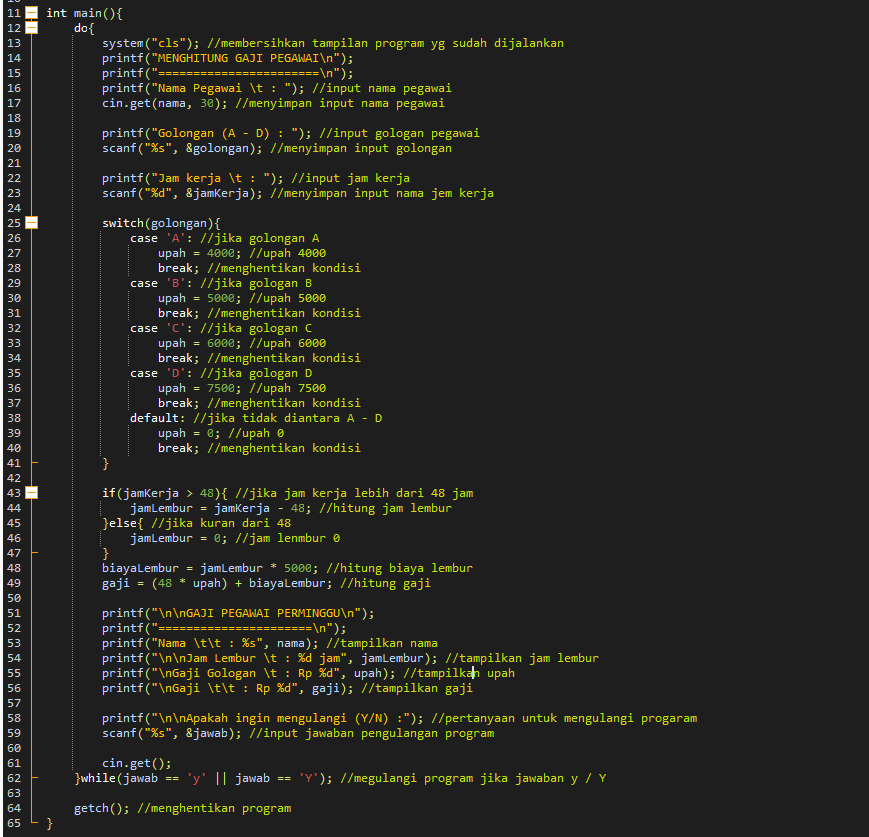 11 int main(){
12 do{
13 system("cls"); //membersihkan tampilan program yg sudah dijalankan
14 printf("MENGHITUNG GAJI PEGAWAI\n");
15 printf("=======================\n");
16 printf("Nama Pegawai \t : "); //input nama pegawai
17 cin.get(nama, 30); //menyimpan input nama pegawai
18
19 printf("Golongan (A - D) : "); //input gologan pegawai
20 scanf("%s", &golongan); //menyimpan input golongan
21
22 printf("Jam kerja \t : "); //input jam kerja
23 scanf("%d", &jamKerja); //menyimpan input nama jem kerja
24
25 switch(golongan){
26 case 'A': //jika golongan A
27 upah = 4000; //upah 4000
28 break; //menghentikan kondisi
29 case 'B': //jika gologan B
30 upah = 5000; //upah 5000
31 break; //menghentikan kondisi
32 case 'C': //jika gologan C
33 upah = 6000; //upah 6000
34 break; //menghentikan kondisi
35 case 'D': //jika gologan D
36 upah = 7500; //upah 7500
37 break; //menghentikan kondisi
38 default: //jika tidak diantara A - D
39 upah = 0; //upah 0
40 break; //menghentikan kondisi
41 }
42
43 if(jamKerja > 48){ //jika jam kerja lebih dari 48 jam
44 jamLembur = jamKerja - 48; //hitung jam lembur
45 }else{ //jika kuran dari 48
46 jamLembur = 0; //jam lenmbur 0
47 }
48 biayaLembur = jamLembur * 5000; //hitung biaya lembur
49 gaji = (48 * upah) + biayaLembur; //hitung gaji
50
51 printf("\n\nGAJI PEGAWAI PERMINGGU\n");
52 printf("======================\n");
53 printf("Nama \t\t : %s", nama); //tampilkan nama
54 printf("\n\nJam Lembur \t : %d jam", jamLembur); //tampilkan jam lembur
55 printf("\nGaji Gologan \t : Rp %d", upah); //tampilkan upah
56 printf("\nGaji \t\t : Rp %d", gaji); //tampilkan gaji
57
58 printf("\n\nApakah ingin mengulangi (Y/N) :"); //pertanyaan untuk mengulangi progaram
59 scanf("%s", &jawab); //input jawaban pengulangan program
60
61 cin.get();
62 }while(jawab == 'y' || jawab == 'Y'); //megulangi program jika jawaban y / Y
63
64 getch(); //menghentikan program
65 }